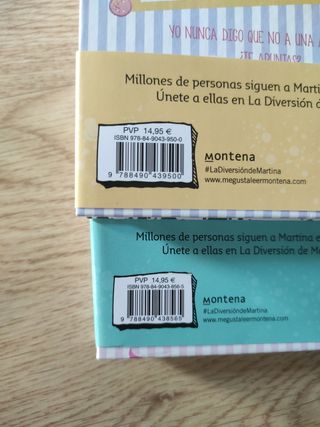 YO NUNCA DIGO QUE NO A UNA
¿TE APUNTAS?
Millones de personas siguen a Martin
Únete a ellas en La Diversión d
PVP 14,95 €
ISBN 978-84-9043-950-0
9 788490 439500
Montena
#LaDiversióndeMartina
www.megustaleermontena.com
Millones de personas siguen a Martina e
Únete a ellas en La Diversión de M
PVP 14,95 €
ISBN 978-84-9043-856-5
9 788490 438565
Montena
#LaDiversióndeMartina
www.megustaleermontena.com